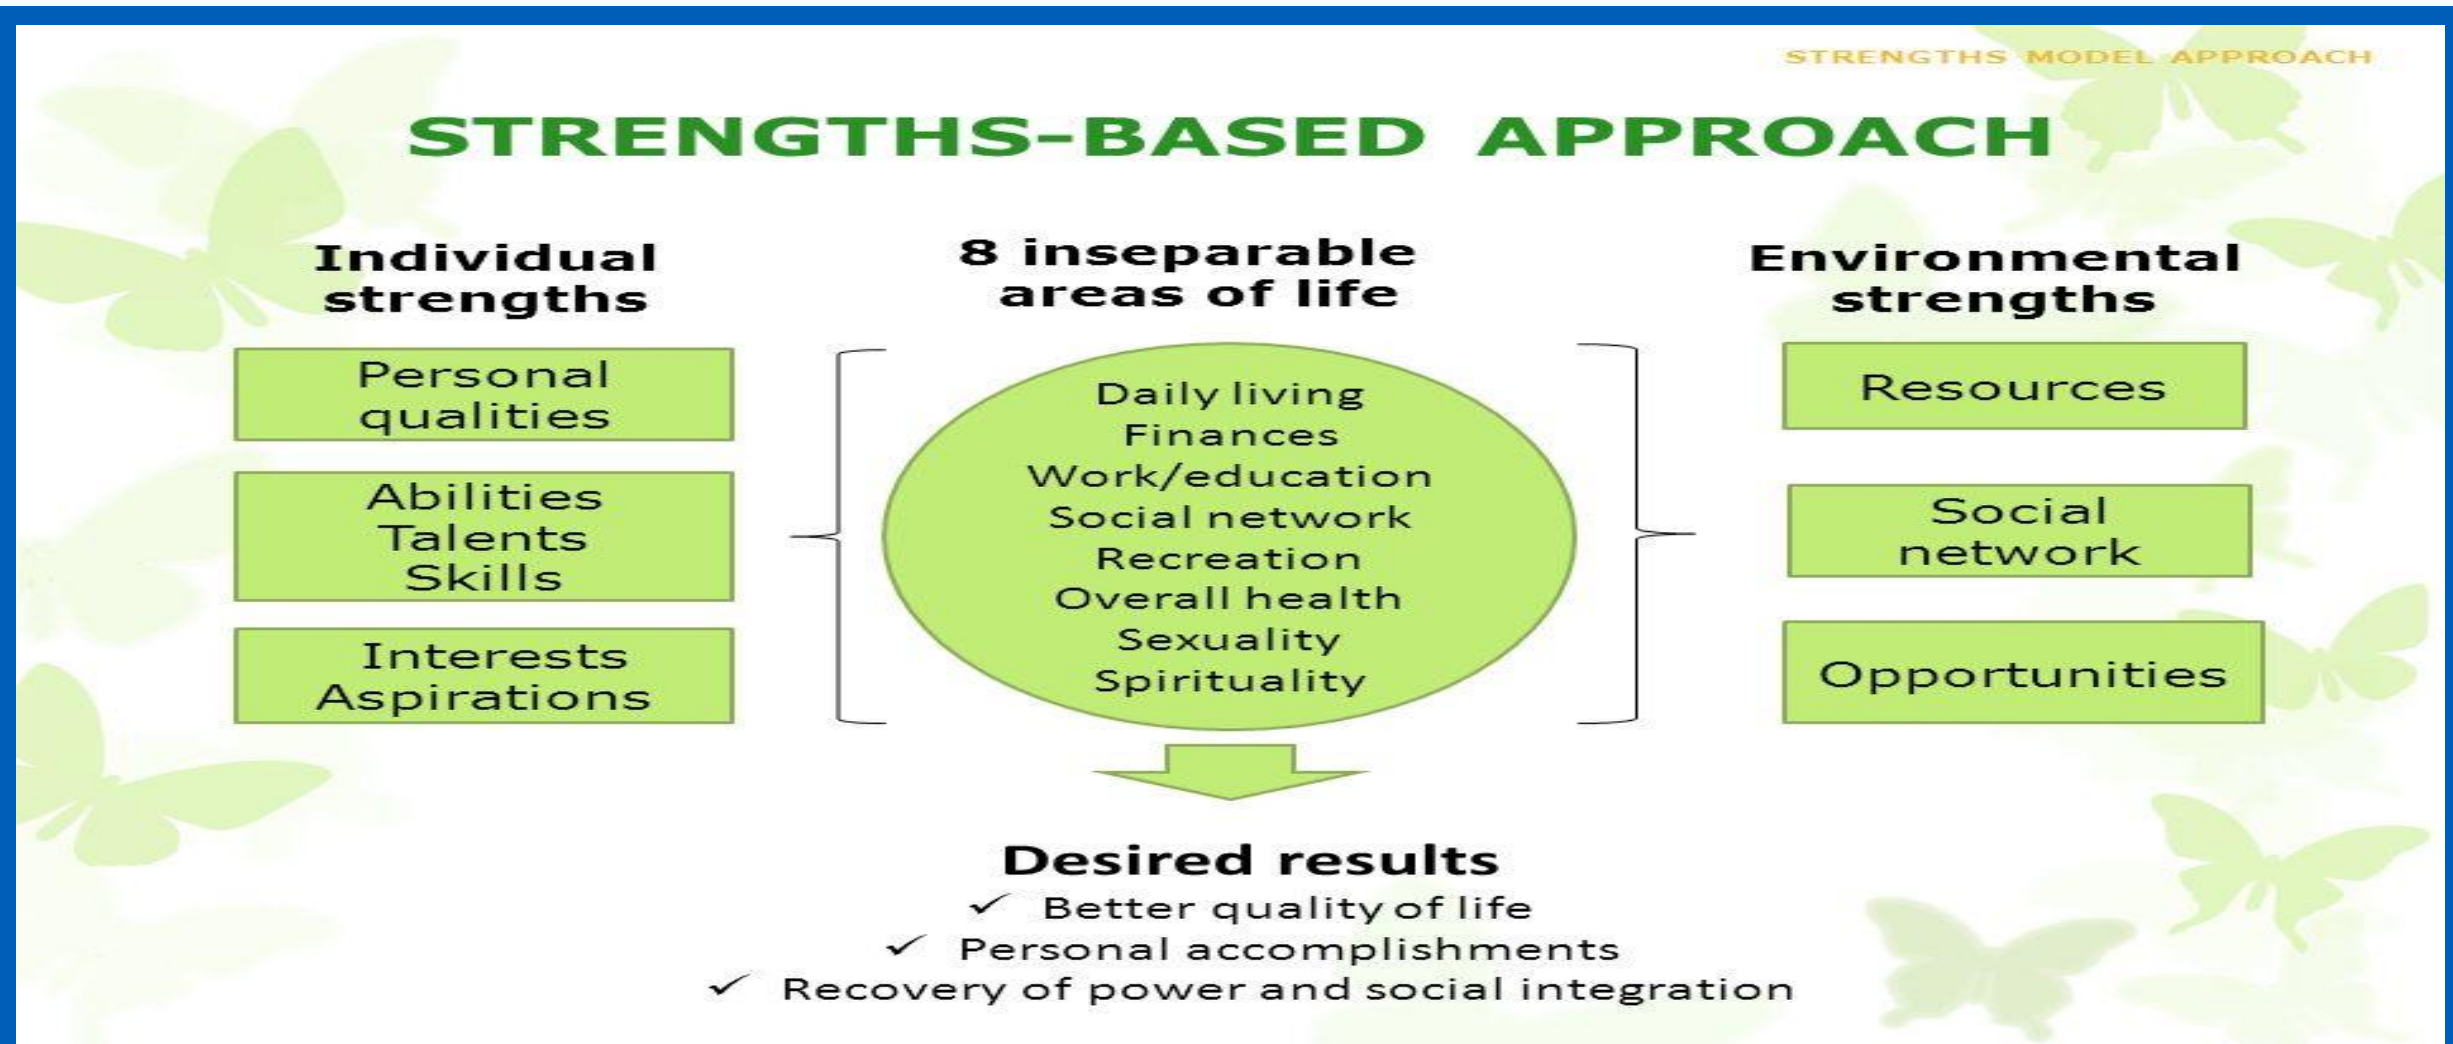 STRENGTHS MODEL APPROACH
STRENGTHS-BASED APPROACH
Individual
strengths
Personal
qualities
Abilities
Talents
Skills
Interests
Aspirations
8 inseparable
areas of life
Daily living
Finances
Work/education
Social network
Recreation
Overall health
Sexuality
Spirituality
Environmental
strengths
Resources
Social
network
Opportunities
Desired results
✓ Better quality of life
✓ Personal accomplishments
✓ Recovery of power and social integration